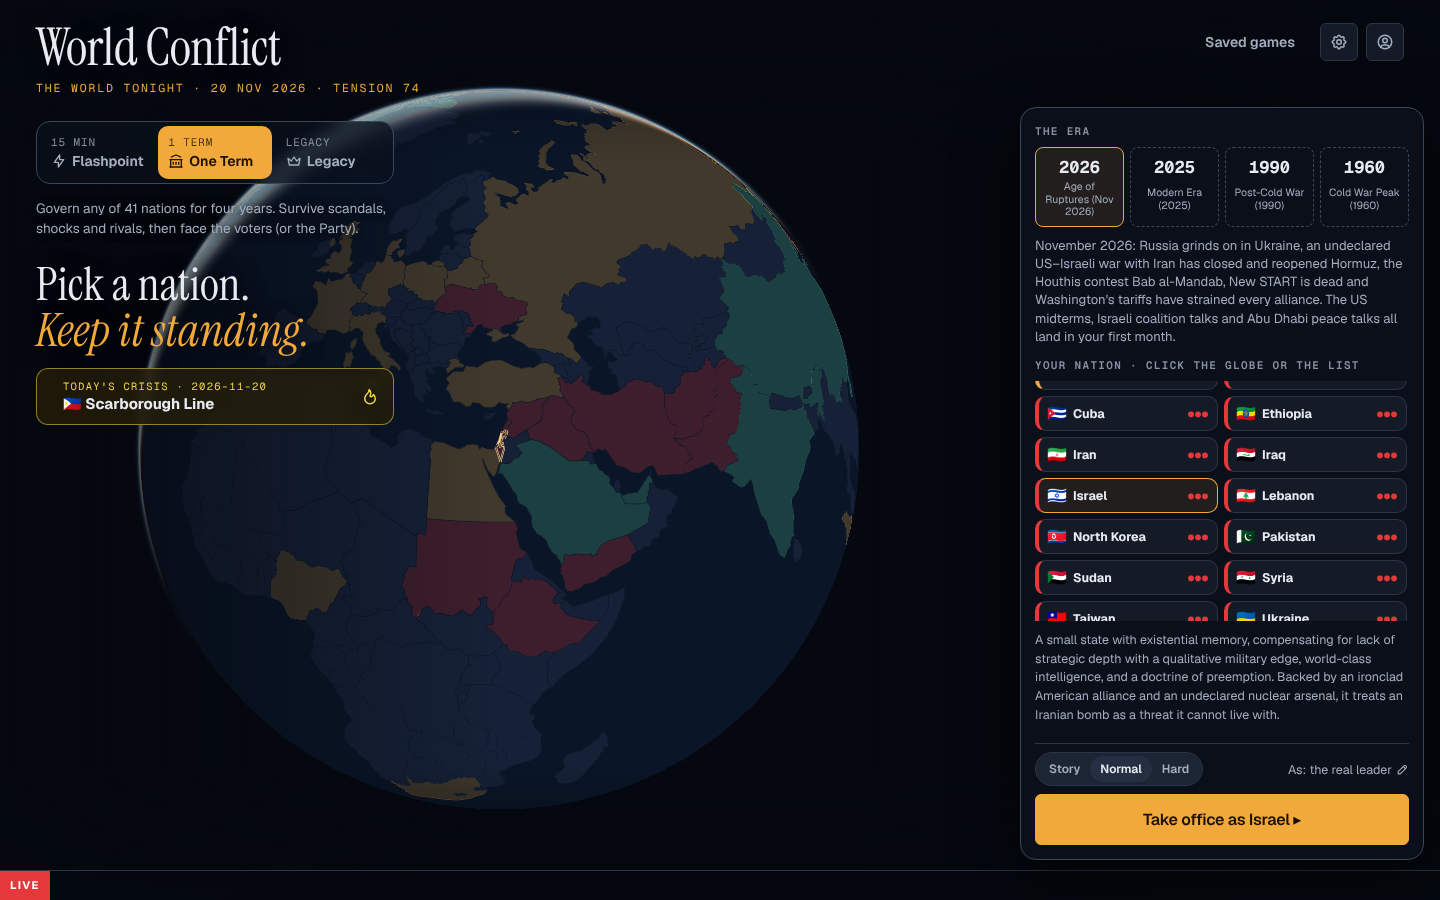 World Conflict
THE WORLD TONIGHT · 20 NOV 2026 · TENSION 74
Saved games
15 MIN
Flashpoint
1 TERM
One Term
LEGACY
Legacy
Govern any of 41 nations for four years. Survive scandals,
shocks and rivals, then face the voters (or the Party).
Pick a nation.
Keep it standing.
TODAY'S CRISIS · 2026-11-20
Scarborough Line
THE ERA
2026
Age of
Ruptures (Nov
2026)
2025
Modern Era
(2025)
1990
Post-Cold War
(1990)
1960
Cold War Peak
(1960)
November 2026: Russia grinds on in Ukraine, an undeclared
US–Israeli war with Iran has closed and reopened Hormuz, the
Houthis contest Bab al-Mandab, New START is dead and
Washington's tariffs have strained every alliance. The US
midterms, Israeli coalition talks and Abu Dhabi peace talks all
land in your first month.
YOUR NATION · CLICK THE GLOBE OR THE LIST
Cuba
Ethiopia
Iran
Iraq
Israel
Lebanon
North Korea
Pakistan
Sudan
Syria
Taiwan
Ukraine
A small state with existential memory, compensating for lack of
strategic depth with a qualitative military edge, world-class
intelligence, and a doctrine of preemption. Backed by an ironclad
American alliance and an undeclared nuclear arsenal, it treats an
Iranian bomb as a threat it cannot live with.
Story
Normal
Hard
As: the real leader
Take office as Israel ▸
LIVE